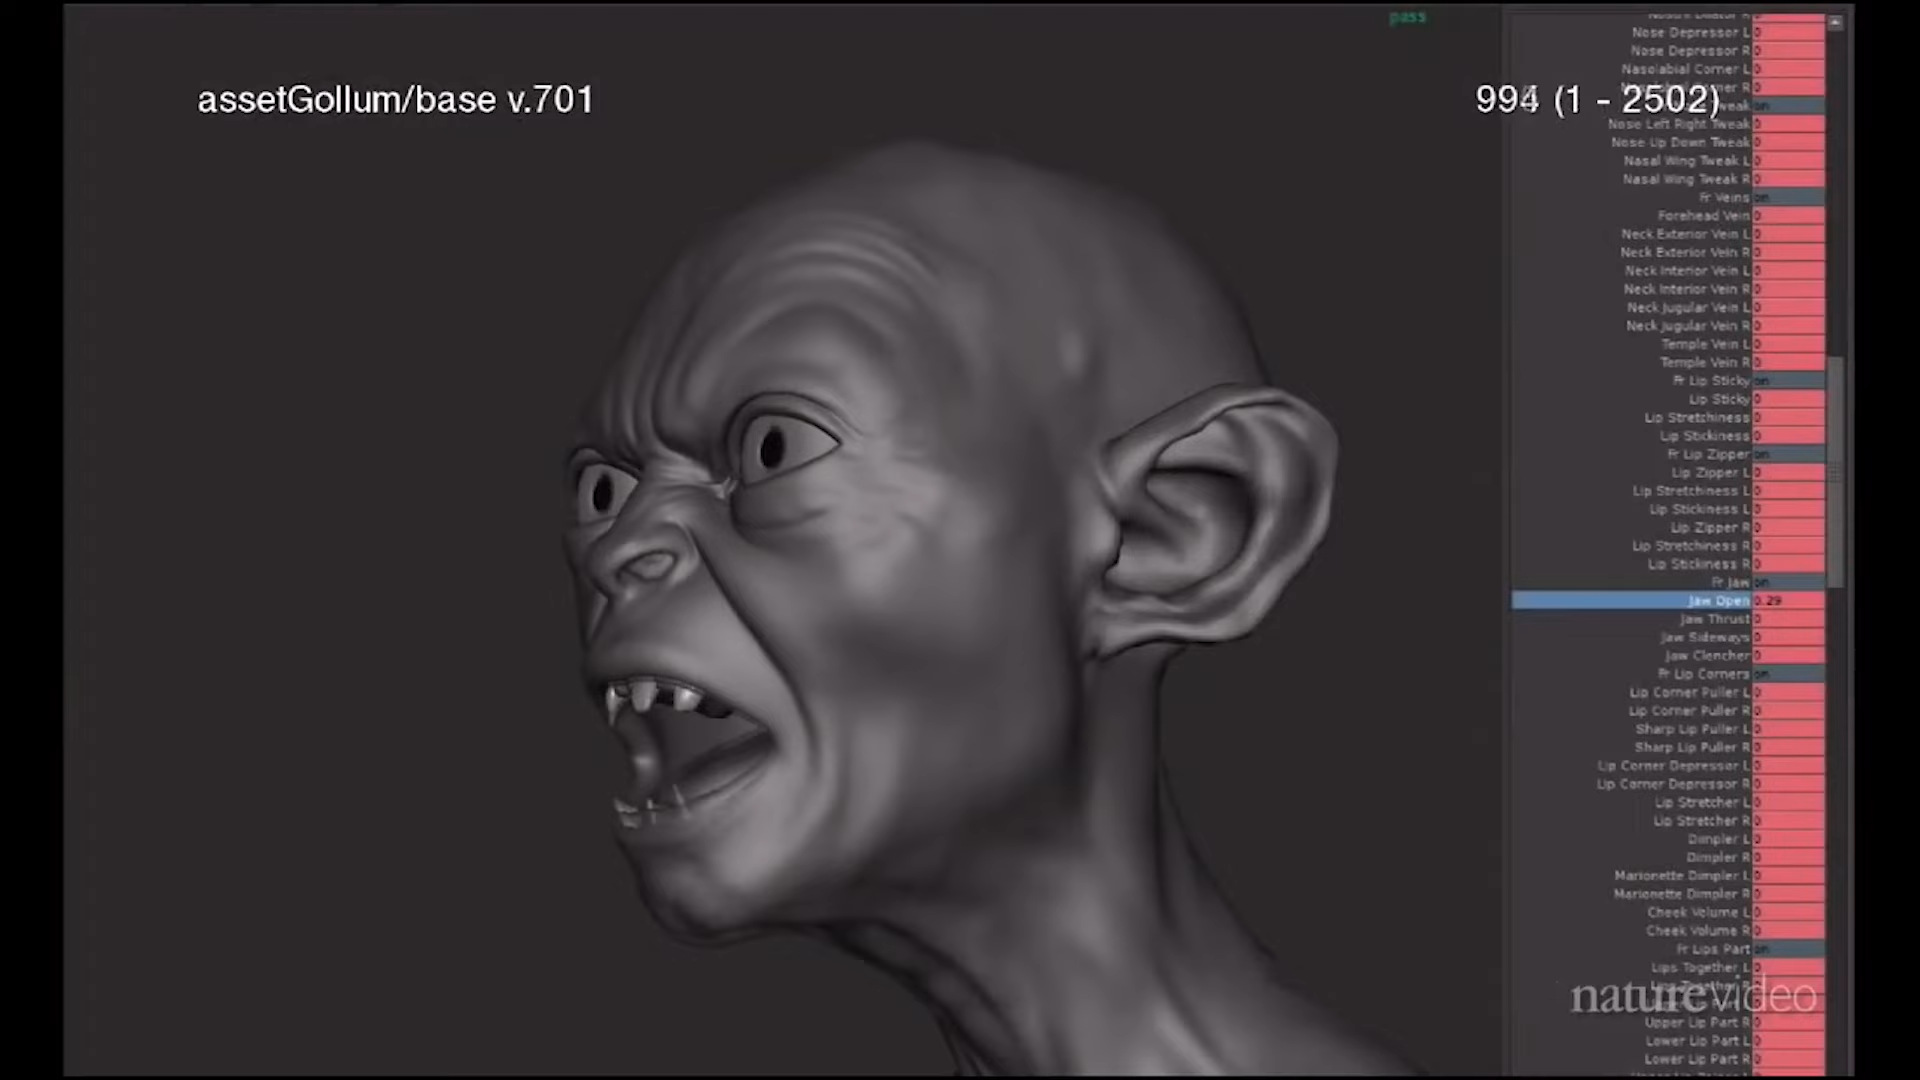 pass
assetGollum/base v.701
994 (1 - 2502)
Nose Depressor L 0
Nose Depressor R 0
Nasolabial Corner L 0
Nose Left Right Tweak 0
Nose Up Down Tweak 0
Nasal Wing Tweak L 0
Nasal Wing Tweak R 0
Fr Veins on
Forehead Vein 0
Neck Exterior Vein L 0
Neck Exterior Vein R 0
Neck Interior Vein L 0
Neck Interior Vein R 0
Neck Jugular Vein L 0
Neck Jugular Vein R 0
Temple Vein L 0
Temple Vein R 0
Fr Lip Sticky on
Lip Sticky 0
Lip Stretchiness 0
Lip Stickiness 0
Fr Lip Zipper on
Lip Zipper L 0
Lip Stretchiness L 0
Lip Stickiness L 0
Lip Zipper R 0
Lip Stretchiness R 0
Lip Stickiness R 0
Fr Jaw on
Jaw Open 0.29
Jaw Thrust 0
Jaw Sideways 0
Jaw Clencher 0
Fr Lip Corners on
Lip Corner Puller L 0
Lip Corner Puller R 0
Sharp Lip Puller L 0
Sharp Lip Puller R 0
Lip Corner Depressor L 0
Lip Corner Depressor R 0
Lip Stretcher L 0
Lip Stretcher R 0
Dimpler L 0
Dimpler R 0
Marionette Dimpler L 0
Marionette Dimpler R 0
Cheek Volume L 0
Cheek Volume R 0
Fr Lips Part on
Lips Together L 0
naturevideo
Upper Lip Part R 0
Lower Lip Part L 0
Lower Lip Part R 0